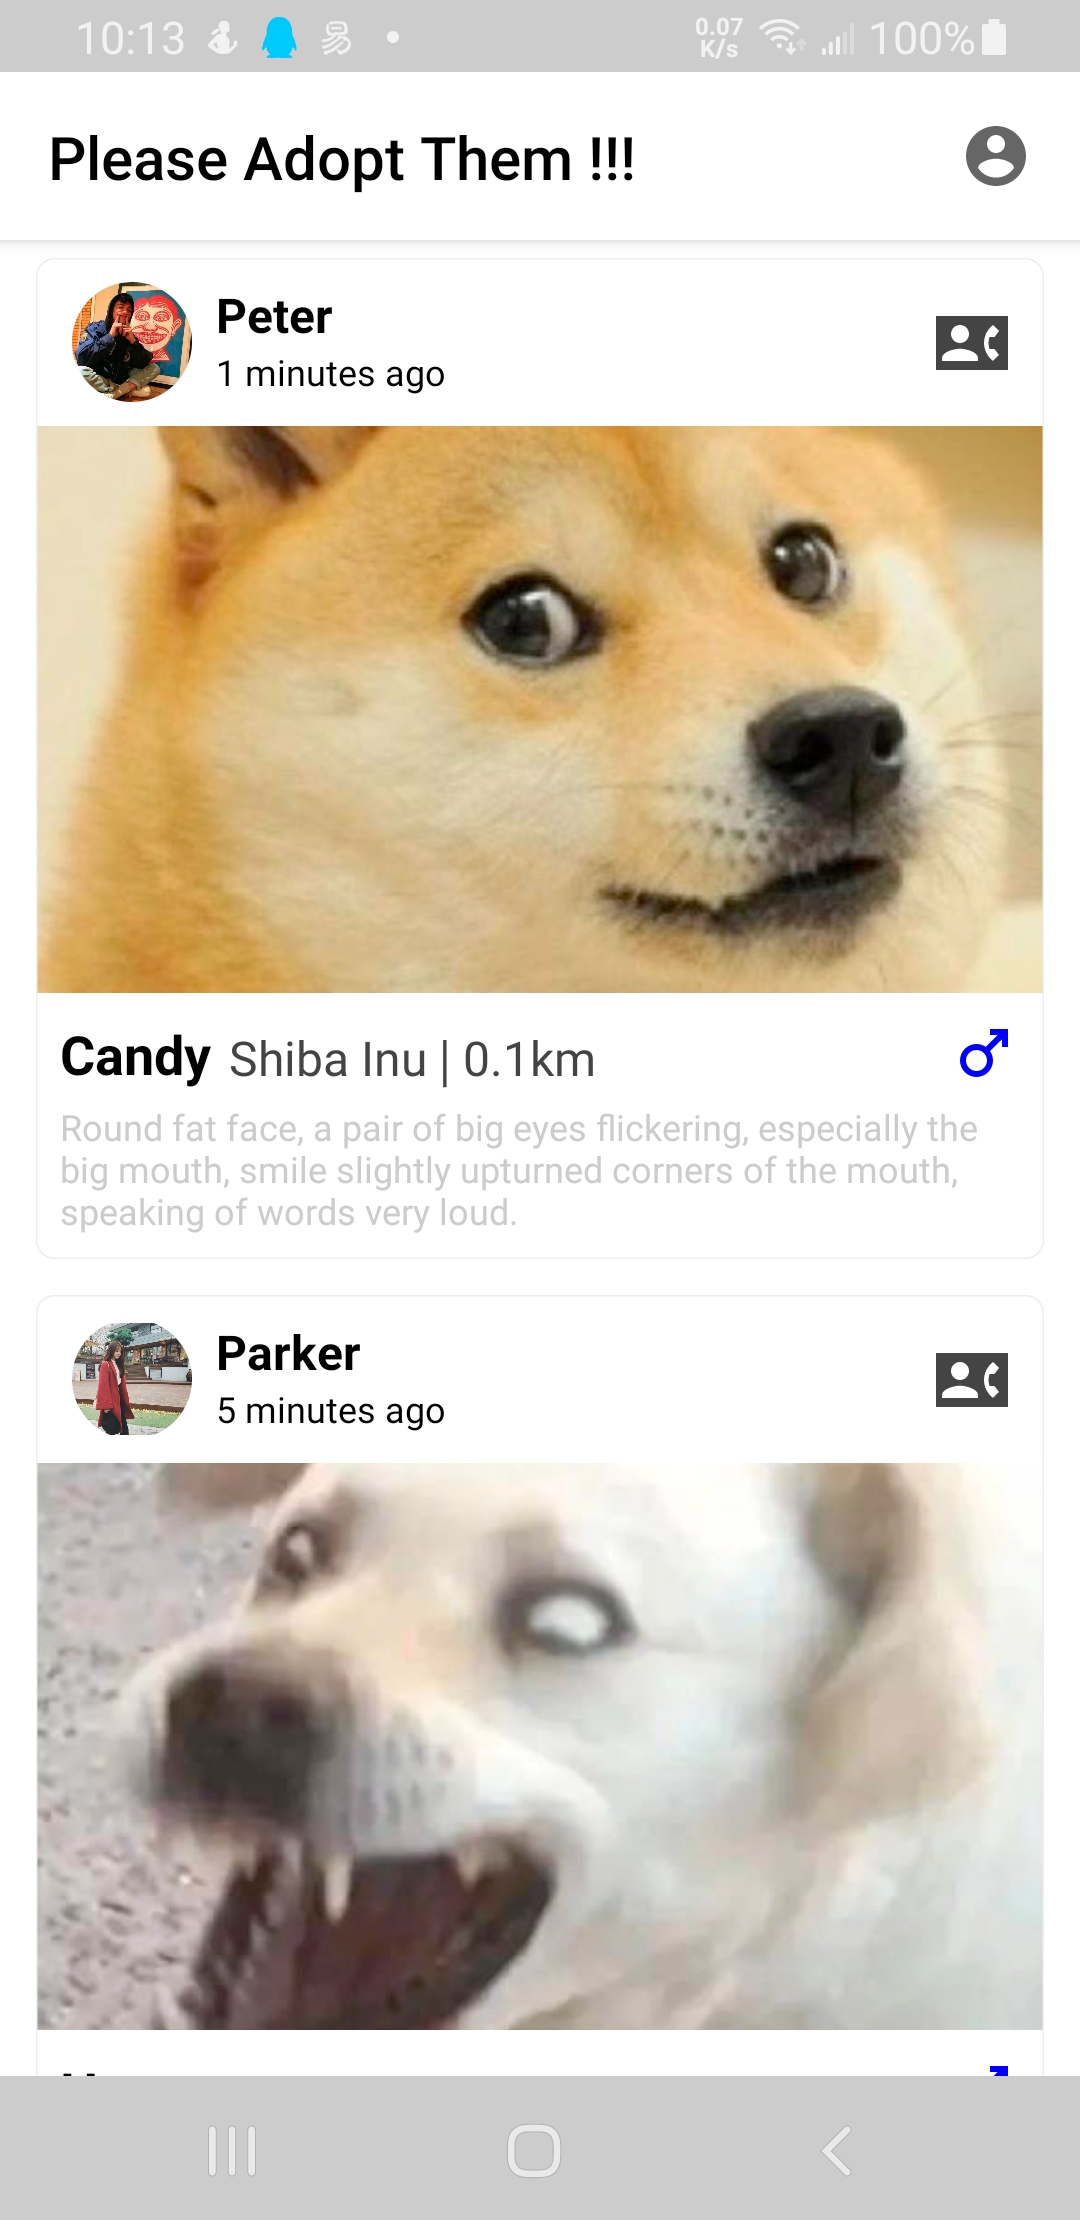 10:13
0.07
K/s
100%
Please Adopt Them !!!
Peter
1 minutes ago
Candy Shiba Inu | 0.1km
Round fat face, a pair of big eyes flickering, especially the
big mouth, smile slightly upturned corners of the mouth,
speaking of words very loud.
Parker
5 minutes ago